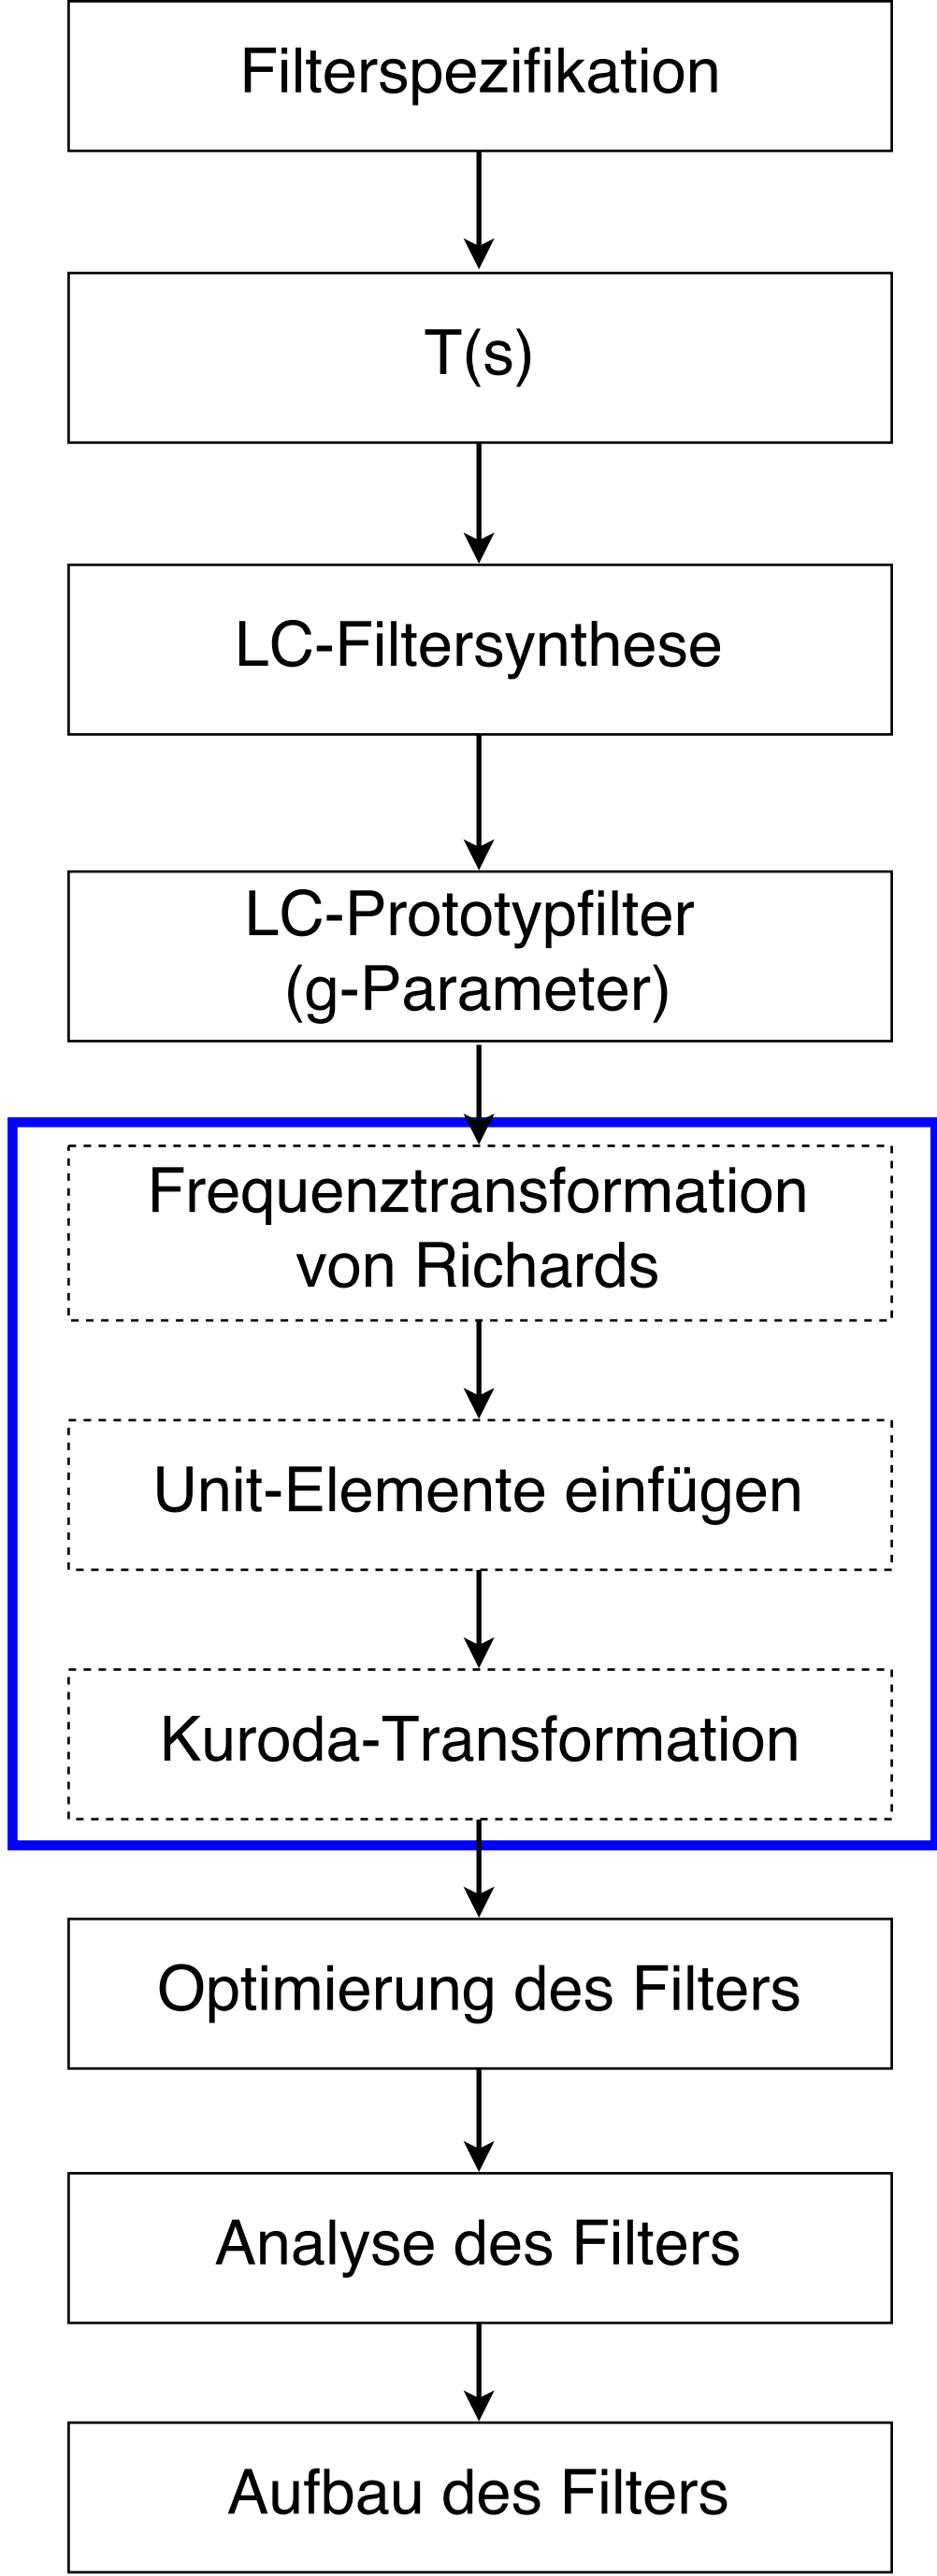 Filterspezifikation
T(s)
LC-Filtersynthese
LC-Prototypfilter
(g-Parameter)
Frequenztransformation
von Richards
Unit-Elemente einfügen
Kuroda-Transformation
Optimierung des Filters
Analyse des Filters
Aufbau des Filters